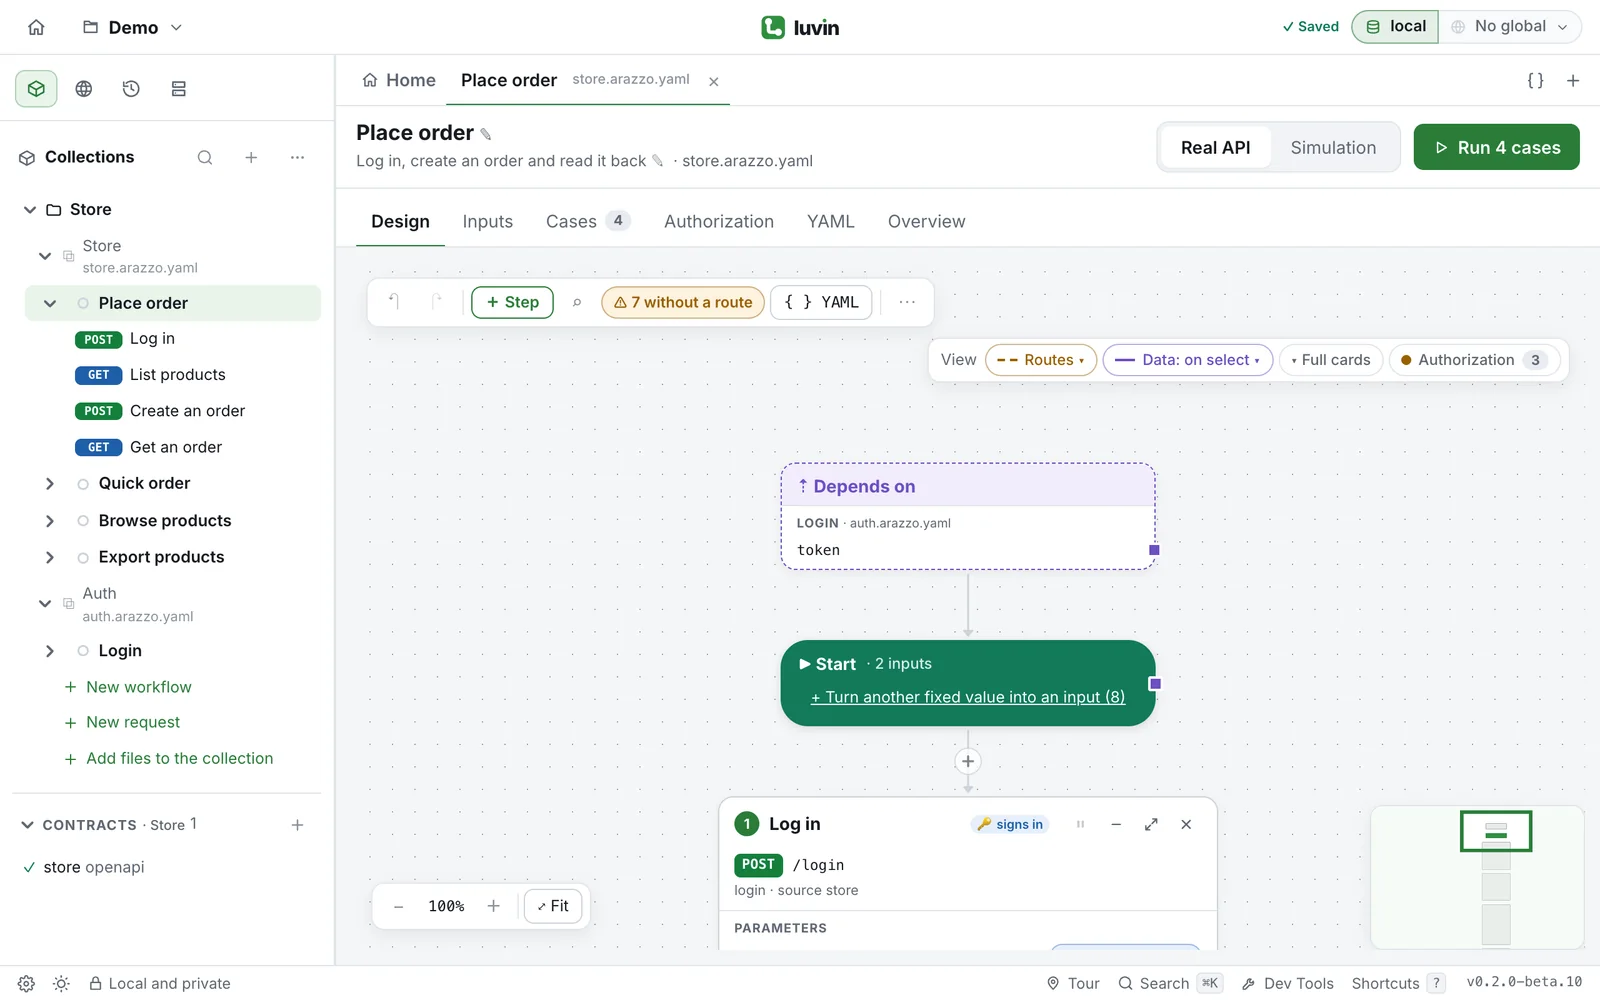 Demo
luvin
Saved
local
No global
Home
Place order store.arazzo.yaml
Collections
Store
Store
store.arazzo.yaml
Place order
POST Log in
GET List products
POST Create an order
GET Get an order
Quick order
Browse products
Export products
Auth
auth.arazzo.yaml
Login
+ New workflow
+ New request
+ Add files to the collection
CONTRACTS · Store 1
store openapi
Place order
Log in, create an order and read it back · store.arazzo.yaml
Real API
Simulation
Run 4 cases
Design
Inputs
Cases 4
Authorization
YAML
Overview
+ Step
7 without a route
{ } YAML
View
Routes
Data: on select
Full cards
Authorization 3
Depends on
LOGIN · auth.arazzo.yaml
token
Start · 2 inputs
+ Turn another fixed value into an input (8)
1 Log in
signs in
POST /login
login · source store
PARAMETERS
100%
Fit
Local and private
Tour
Search ⌘K
Dev Tools
Shortcuts ?
v0.2.0-beta.10